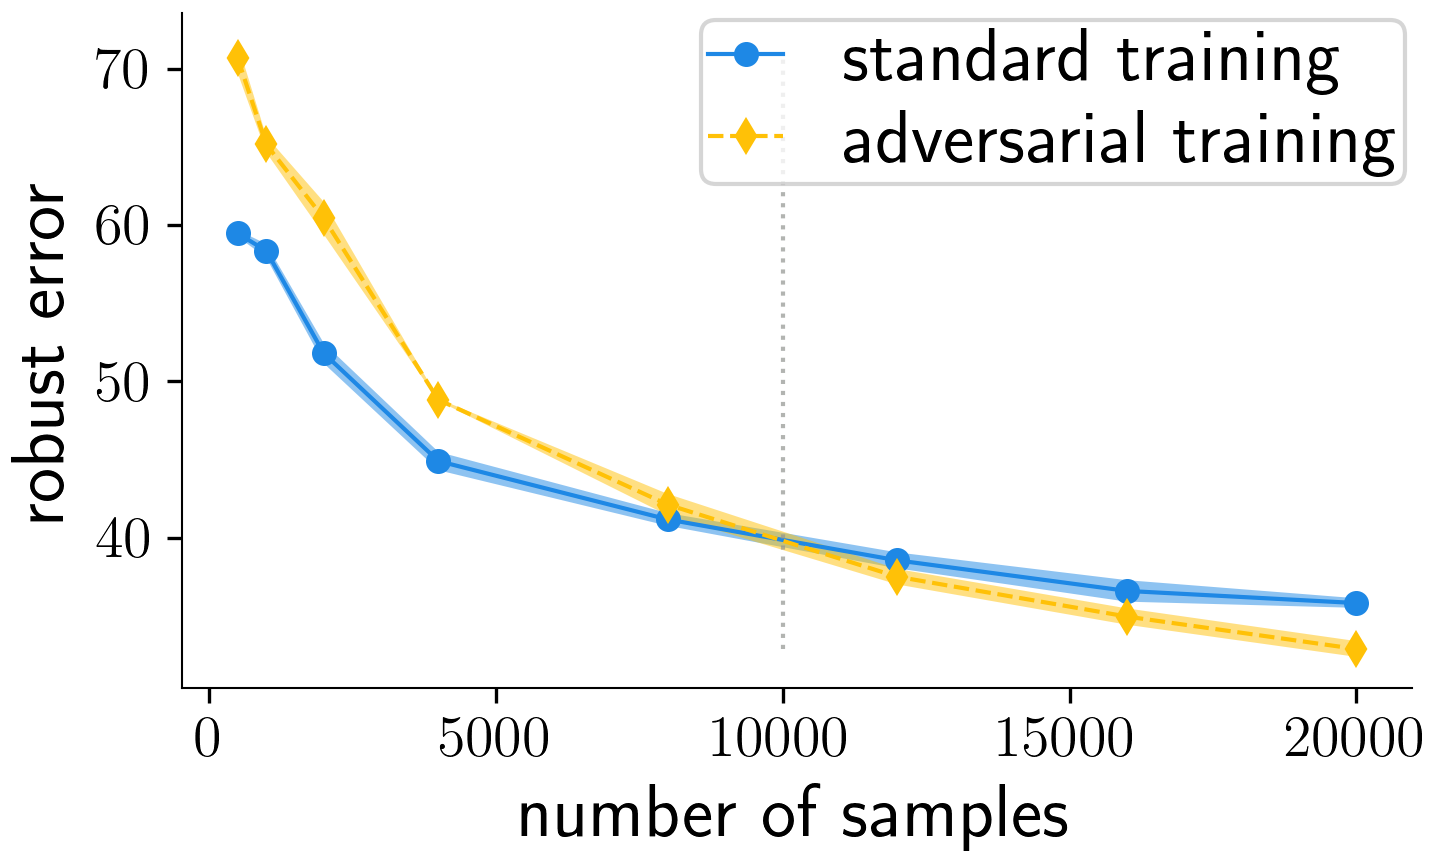 standard training
adversarial training
robust error
70
60
50
40
0 5000 10000 15000 20000
number of samples